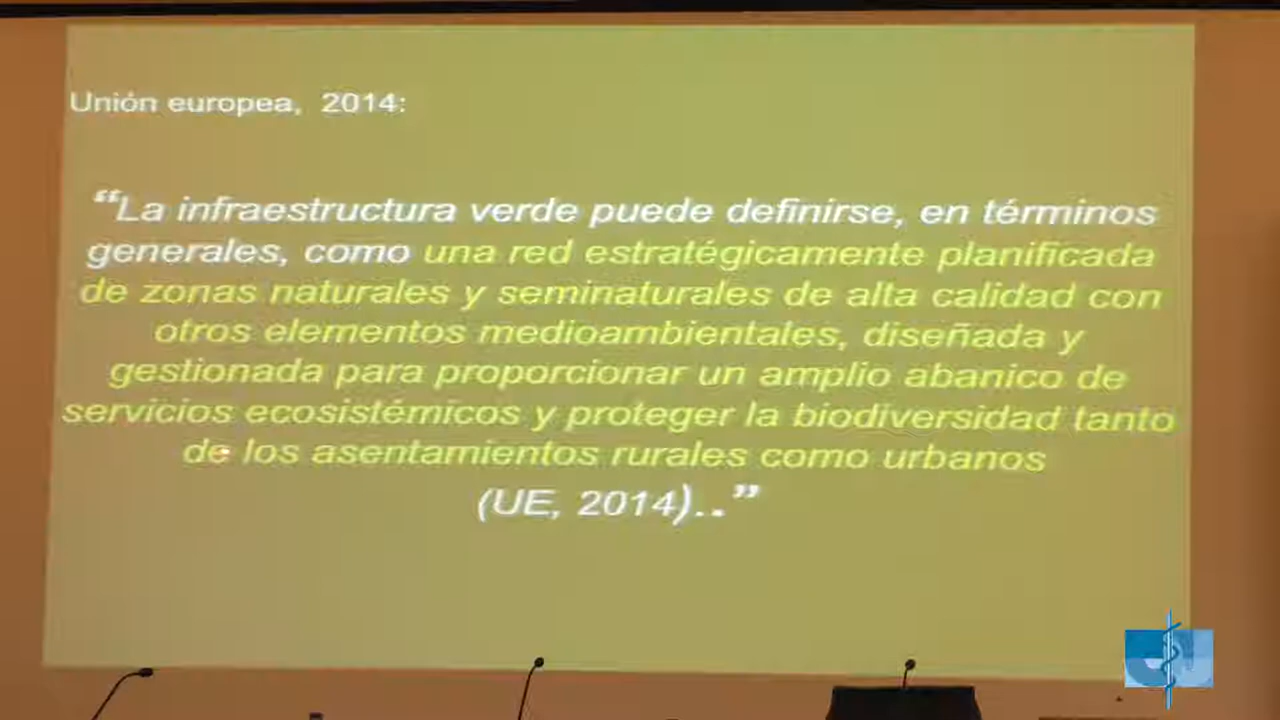 Unión europea, 2014:
“La infraestructura verde puede definirse, en términos
generales, como una red estratégicamente planificada
de zonas naturales y seminaturales de alta calidad con
otros elementos medioambientales, diseñada y
gestionada para proporcionar un amplio abanico de
servicios ecosistémicos y proteger la biodiversidad tanto
de los asentamientos rurales como urbanos
(UE, 2014)..”